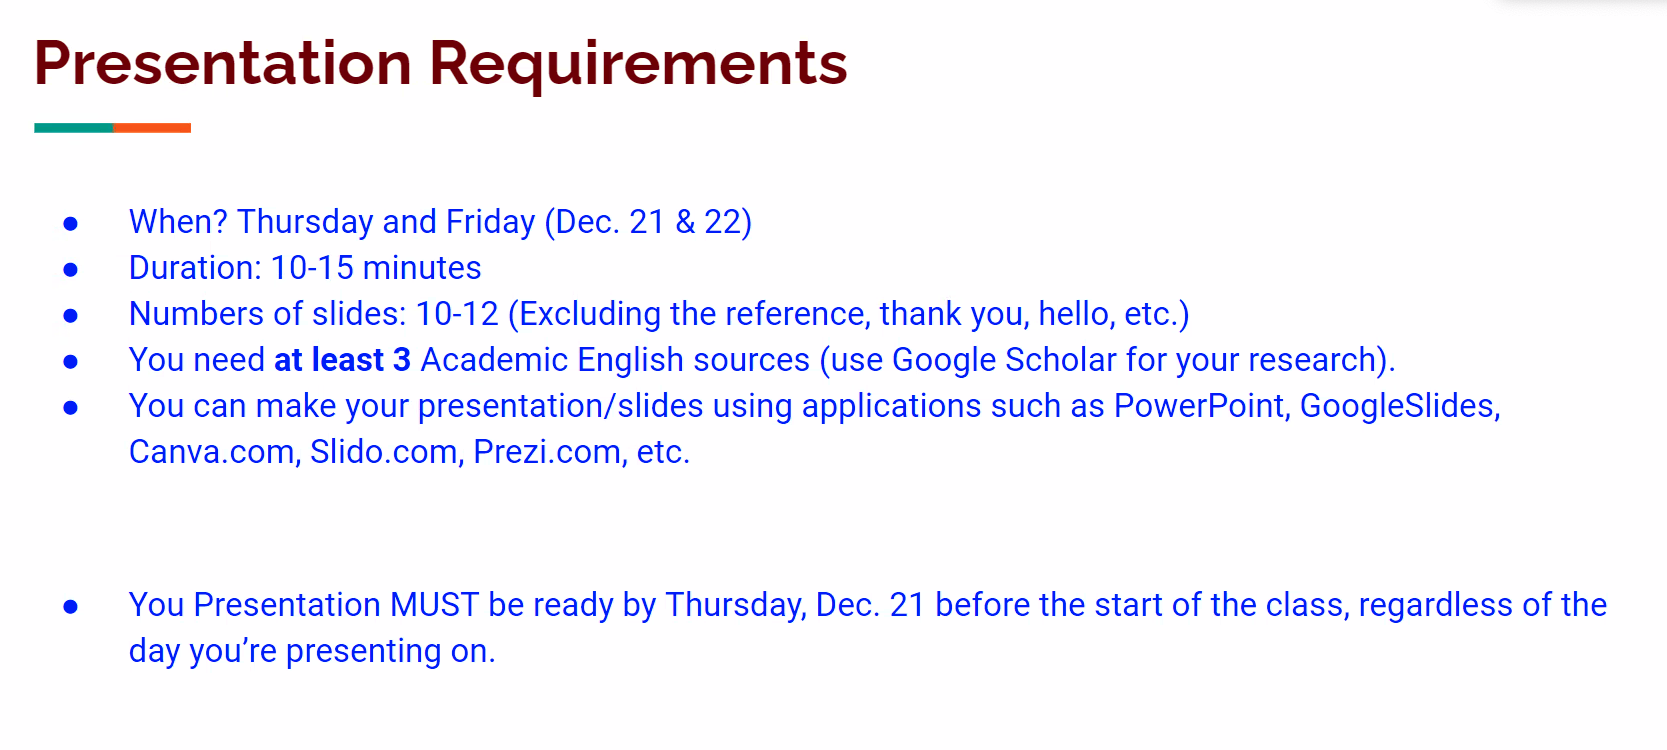 Presentation Requirements
● When? Thursday and Friday (Dec. 21 & 22)
● Duration: 10-15 minutes
● Numbers of slides: 10-12 (Excluding the reference, thank you, hello, etc.)
● You need at least 3 Academic English sources (use Google Scholar for your research).
● You can make your presentation/slides using applications such as PowerPoint, GoogleSlides,
Canva.com, Slido.com, Prezi.com, etc.
● You Presentation MUST be ready by Thursday, Dec. 21 before the start of the class, regardless of the
day you’re presenting on.